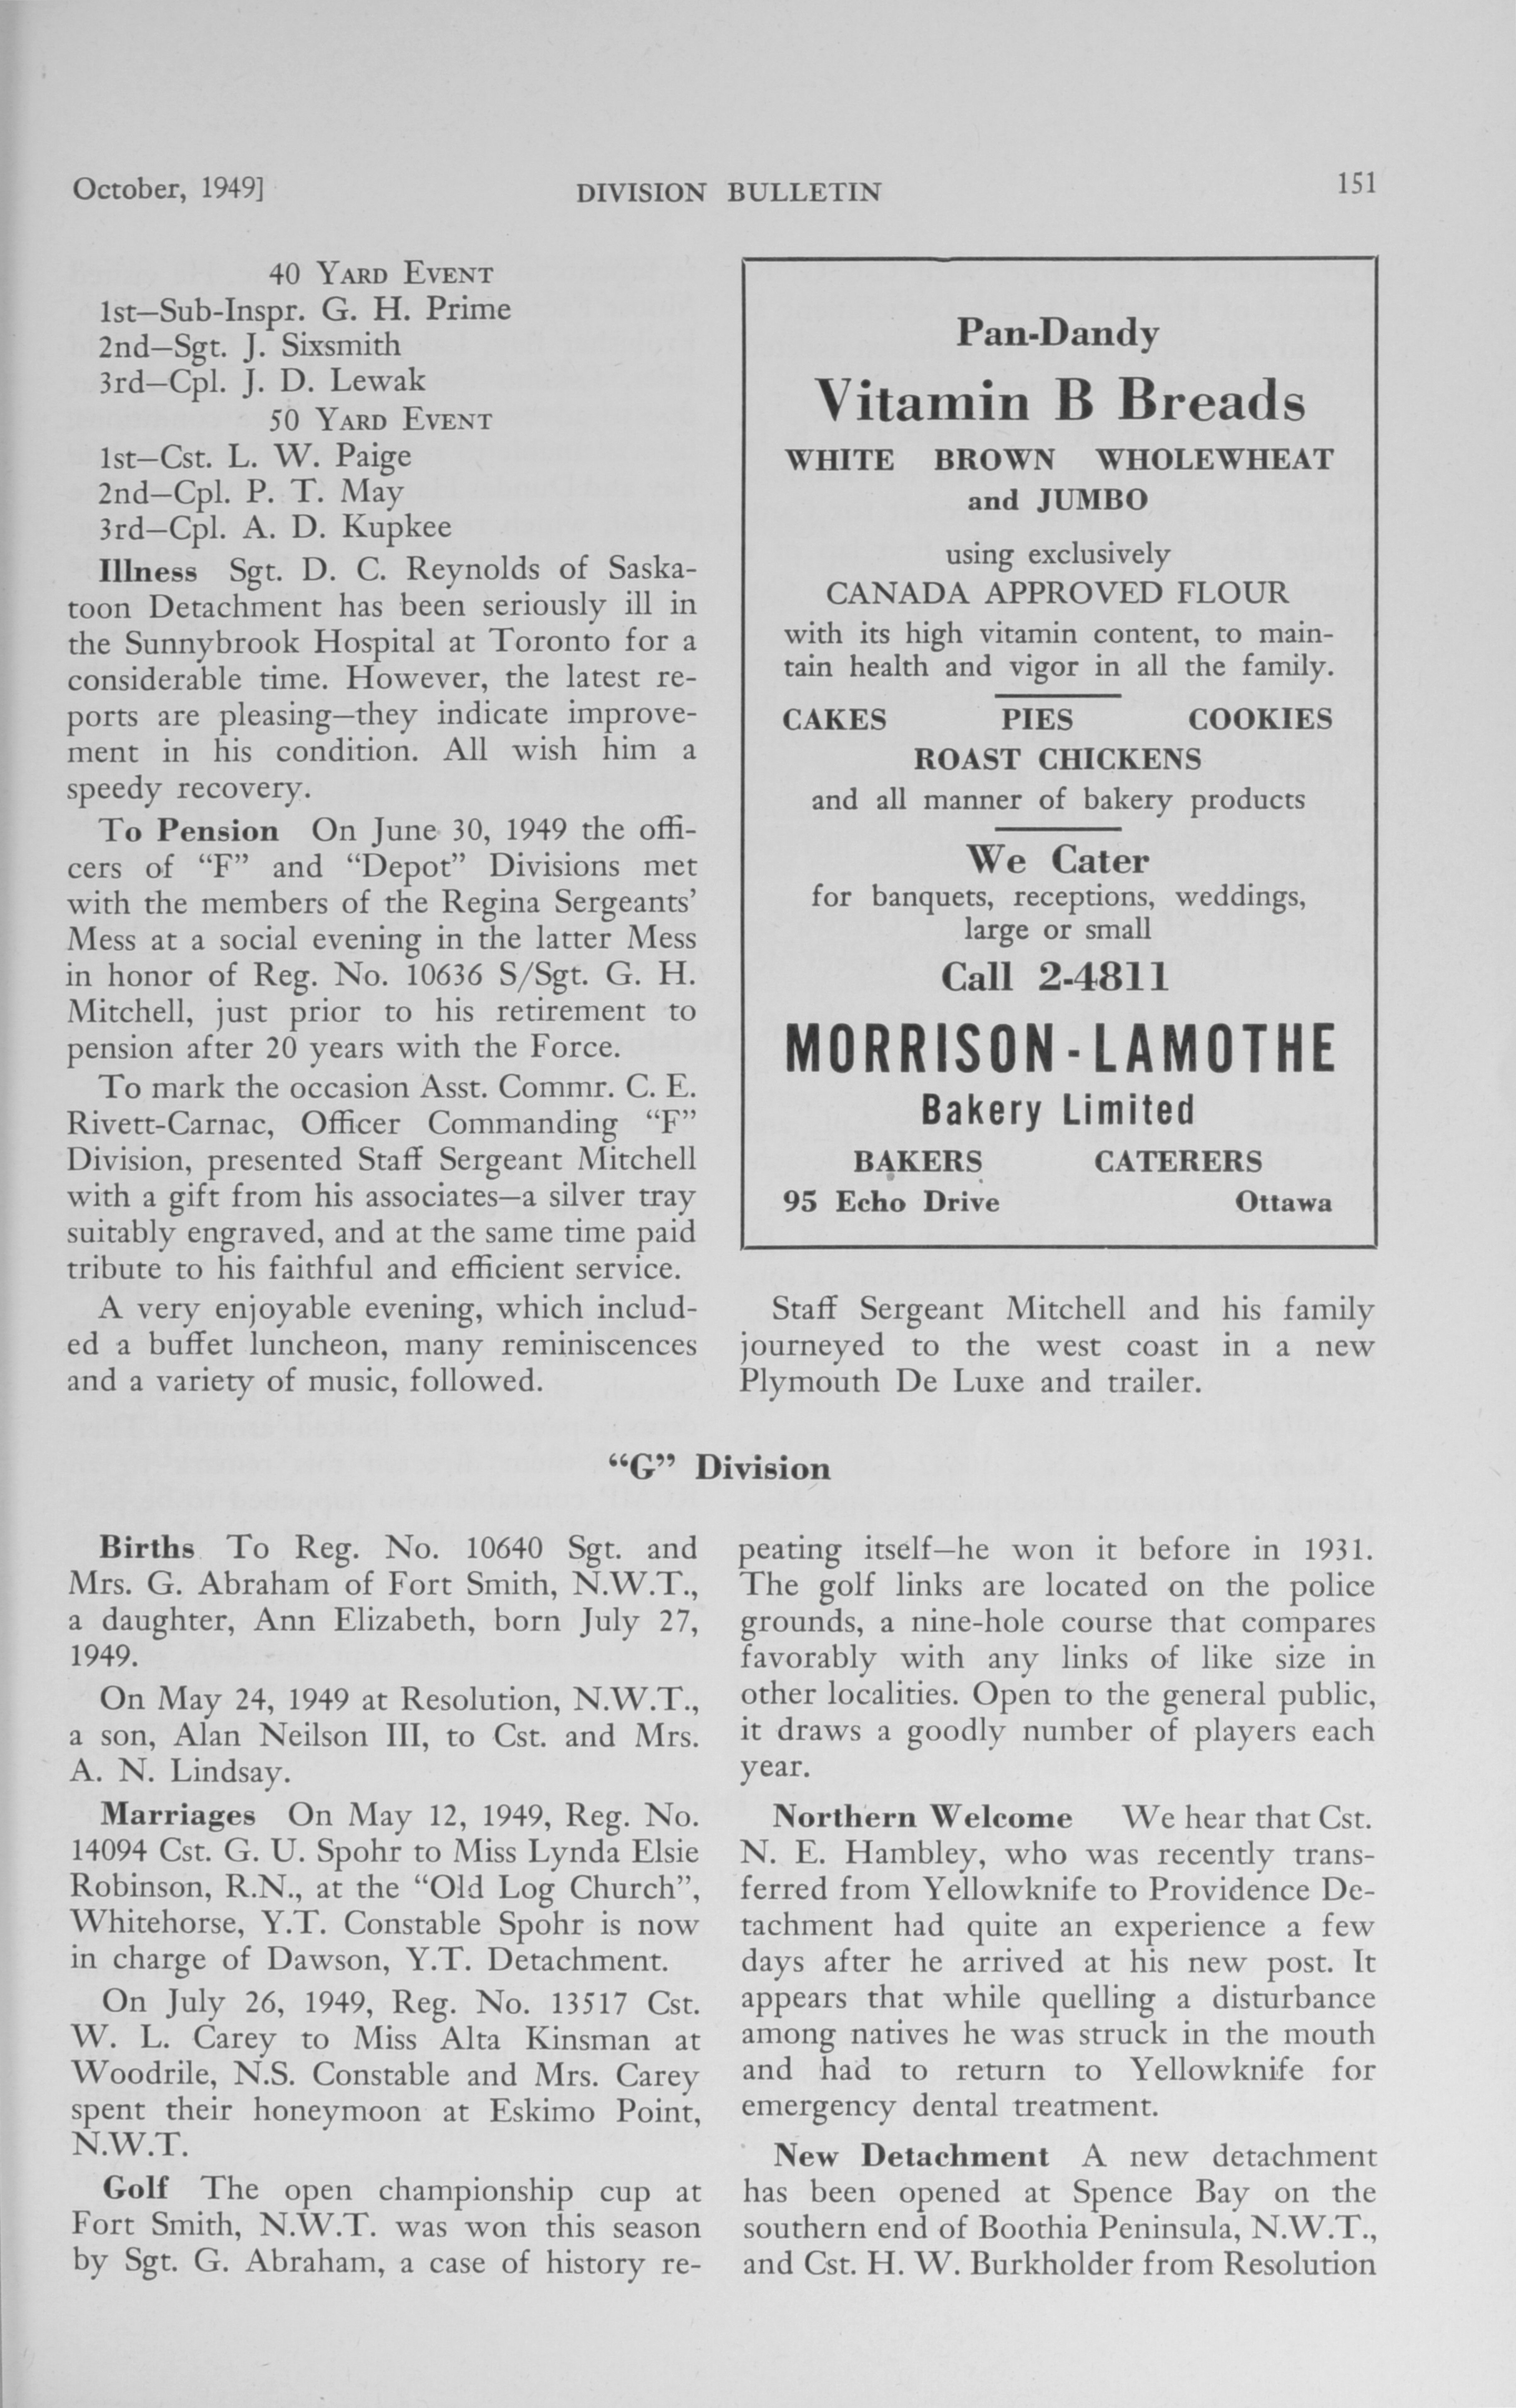 October, 1949]
DIVISION BULLETIN
151
40 Yard Event
1st—Sub-Inspr. G. H. Prime
2nd—Sgt. J. Sixsmith
3rd—Cpl. J. D. Lewak
50 Yard Event
1st—Cst. L. W. Paige
2nd—Cpl. P. T. May
3rd—Cpl. A. D. Kupkee
Illness Sgt. D. C. Reynolds of Saska-
toon Detachment has been seriously ill in
the Sunnybrook Hospital at Toronto for a
considerable time. However, the latest re-
ports are pleasing—they indicate improve-
ment in his condition. All wish him a
speedy recovery.
To Pension On June 30, 1949 the offi-
cers of “F” and “Depot” Divisions met
with the members of the Regina Sergeants’
Mess at a social evening in the latter Mess
in honor of Reg. No. 10636 S/Sgt. G. H.
Mitchell, just prior to his retirement to
pension after 20 years with the Force.
To mark the occasion Asst. Commr. C. E.
Rivett-Carnac, Officer Commanding “F”
Division, presented Staff Sergeant Mitchell
with a gift from his associates—a silver tray
suitably engraved, and at the same time paid
tribute to his faithful and efficient service.
A very enjoyable evening, which includ-
ed a buffet luncheon, many reminiscences
and a variety of music, followed.
Pan-Dandy
Vitamin B Breads
WHITE BROWN WHOLEWHEAT
and JUMBO
using exclusively
CANADA APPROVED FLOUR
with its high vitamin content, to main-
tain health and vigor in all the family.
CAKES PIES COOKIES
ROAST CHICKENS
and all manner of bakery products
We Cater
for banquets, receptions, weddings,
large or small
Call 2-4811
MORRISON-LAMOTHE
Bakery Limited
BAKERS CATERERS
95 Echo Drive Ottawa
Staff Sergeant Mitchell and his family
journeyed to the west coast in a new
Plymouth De Luxe and trailer.
“G” Division
Births To Reg. No. 10640 Sgt. and
Mrs. G. Abraham of Fort Smith, N.W.T.,
a daughter, Ann Elizabeth, born July 27,
1949.
On May 24, 1949 at Resolution, N.W.T.,
a son, Alan Neilson III, to Cst. and Mrs.
A. N. Lindsay.
Marriages On May 12, 1949, Reg. No.
14094 Cst. G. U. Spohr to Miss Lynda Elsie
Robinson, R.N., at the “Old Log Church”,
Whitehorse, Y.T. Constable Spohr is now
in charge of Dawson, Y.T. Detachment.
On July 26, 1949, Reg. No. 13517 Cst.
W. L. Carey to Miss Alta Kinsman at
Woodrile, N.S. Constable and Mrs. Carey
spent their honeymoon at Eskimo Point,
N.W.T.
Golf The open championship cup at
Fort Smith, N.W.T. was won this season
by Sgt. G. Abraham, a case of history re-
peating itself—he won it before in 1931.
The golf links are located on the police
grounds, a nine-hole course that compares
favorably with any links of like size in
other localities. Open to the general public,
it draws a goodly number of players each
year.
Northern Welcome We hear that Cst.
N. E. Hambley, who was recently trans-
ferred from Yellowknife to Providence De-
tachment had quite an experience a few
days after he arrived at his new post. It
appears that while quelling a disturbance
among natives he was struck in the mouth
and had to return to Yellowknife for
emergency dental treatment.
New Detachment A new detachment
has been opened at Spence Bay on the
southern end of Boothia Peninsula, N.W.T.,
and Cst. H. W. Burkholder from Resolution